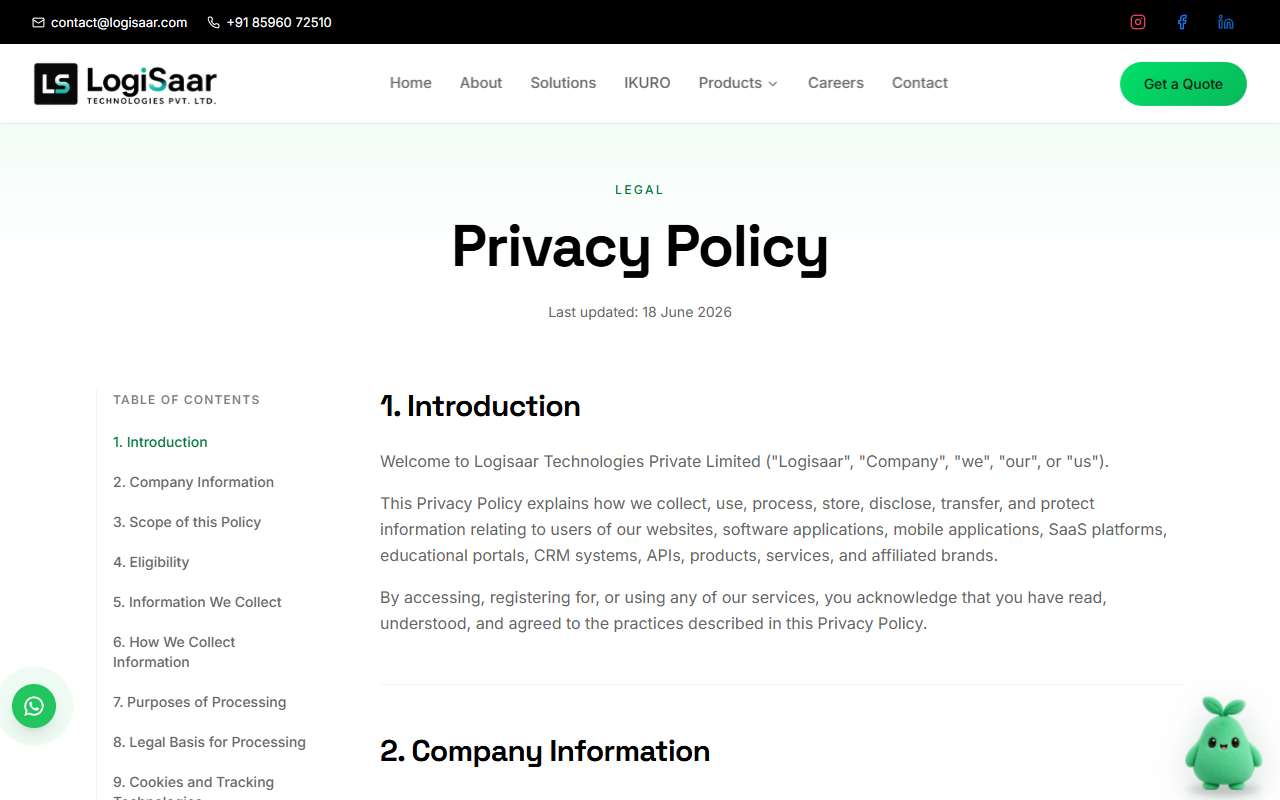 contact@logisaar.com
+91 85960 72510
LS LogiSaar
TECHNOLOGIES PVT. LTD.
Home
About
Solutions
IKURO
Products
Careers
Contact
Get a Quote
LEGAL
Privacy Policy
Last updated: 18 June 2026
TABLE OF CONTENTS
1. Introduction
2. Company Information
3. Scope of this Policy
4. Eligibility
5. Information We Collect
6. How We Collect
Information
7. Purposes of Processing
8. Legal Basis for Processing
9. Cookies and Tracking
Technologies
1. Introduction
Welcome to Logisaar Technologies Private Limited ("Logisaar", "Company", "we", "our", or "us").
This Privacy Policy explains how we collect, use, process, store, disclose, transfer, and protect
information relating to users of our websites, software applications, mobile applications, SaaS platforms,
educational portals, CRM systems, APIs, products, services, and affiliated brands.
By accessing, registering for, or using any of our services, you acknowledge that you have read,
understood, and agreed to the practices described in this Privacy Policy.
2. Company Information